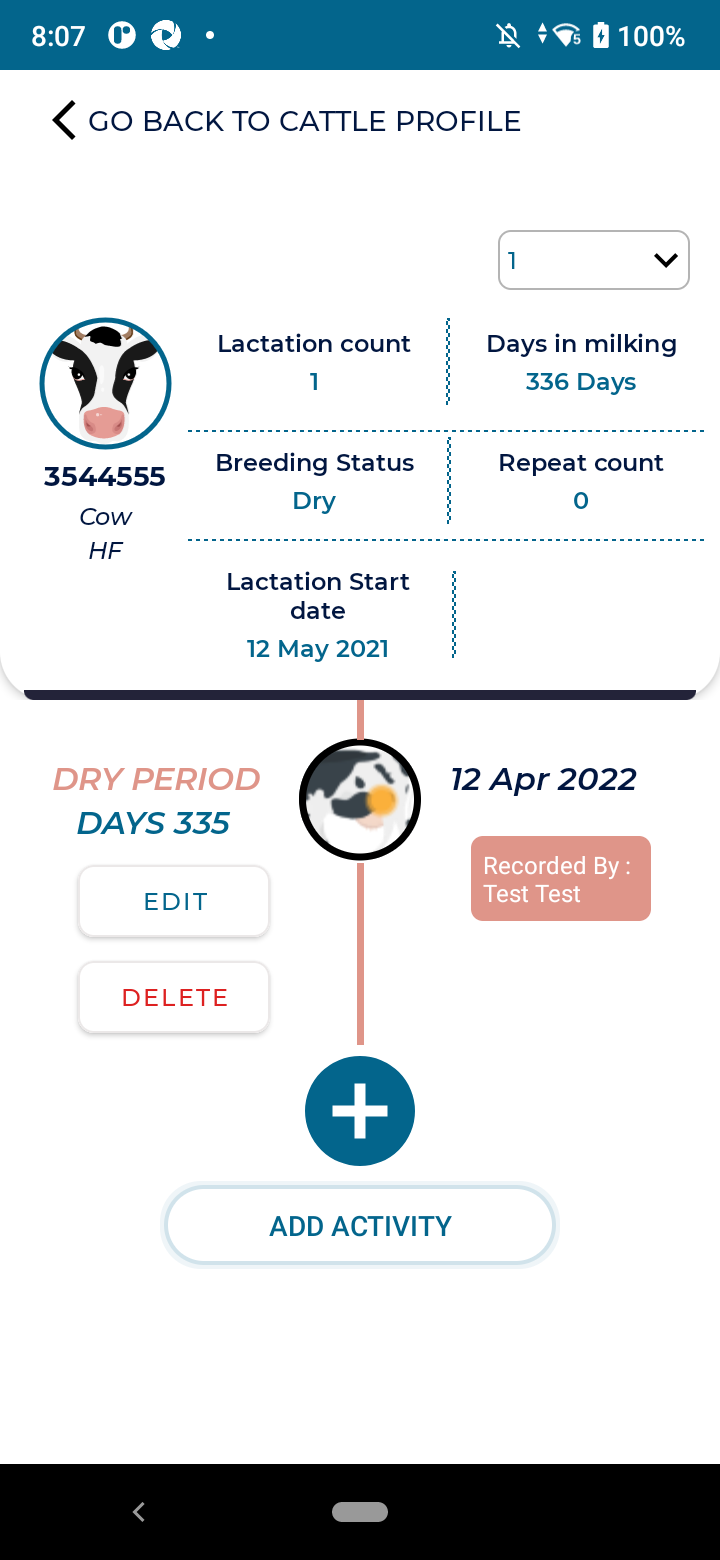 8:07
5
100%
GO BACK TO CATTLE PROFILE
1
Lactation count
1
Days in milking
336 Days
3544555
Cow
HF
Breeding Status
Dry
Repeat count
0
Lactation Start
date
12 May 2021
DRY PERIOD
DAYS 335
12 Apr 2022
Recorded By :
Test Test
EDIT
DELETE
ADD ACTIVITY